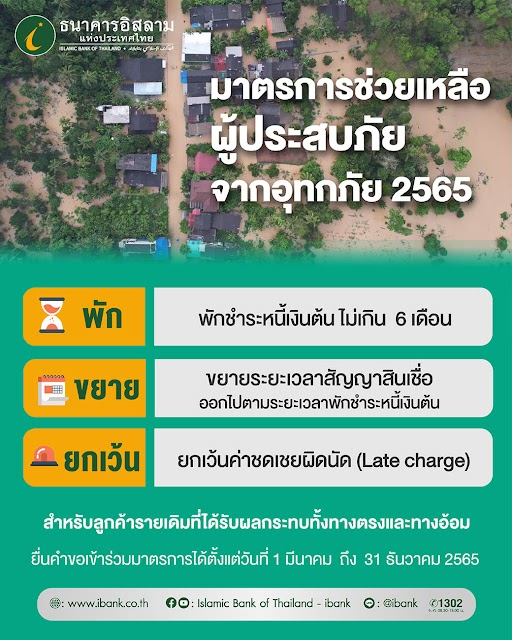 ธนาคารอิสลาม
แห่งประเทศไทย
ISLAMIC BANK OF THAILAND
มาตรการช่วยเหลือ
ผู้ประสบภัย
จากอุทกภัย 2565
พัก
พักชำระหนี้เงินต้น ไม่เกิน 6 เดือน
ขยาย
ขยายระยะเวลาสัญญาสินเชื่อ
ออกไปตามระยะเวลาพักชำระหนี้เงินต้น
ยกเว้น
ยกเว้นค่าชดเชยผิดนัด (Late charge)
สำหรับลูกค้ารายเดิมที่ได้รับผลกระทบทั้งทางตรงและทางอ้อม
ยื่นคำขอเข้าร่วมมาตรการได้ตั้งแต่วันที่ 1 มีนาคม ถึง 31 ธันวาคม 2565
: www.ibank.co.th : Islamic Bank of Thailand - ibank : @ibank 1302